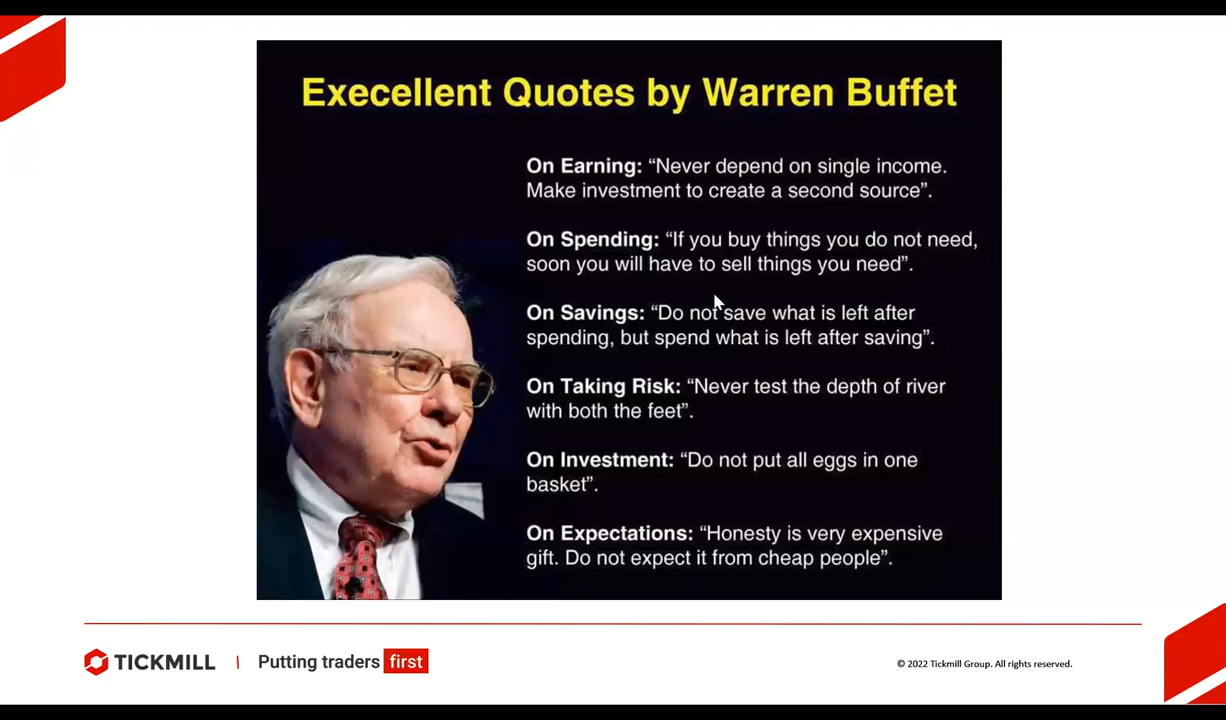 Execellent Quotes by Warren Buffet
On Earning: “Never depend on single income.
Make investment to create a second source”.
On Spending: “If you buy things you do not need,
soon you will have to sell things you need”.
On Savings: “Do not save what is left after
spending, but spend what is left after saving”.
On Taking Risk: “Never test the depth of river
with both the feet”.
On Investment: “Do not put all eggs in one
basket”.
On Expectations: “Honesty is very expensive
gift. Do not expect it from cheap people”.
TICKMILL | Putting traders first
© 2022 Tickmill Group. All rights reserved.